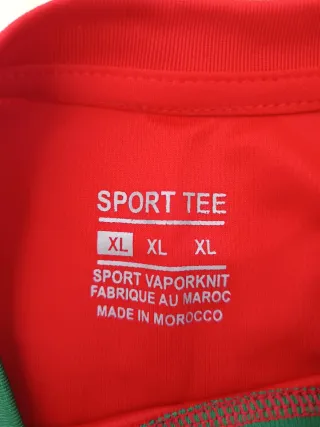 SPORT TEE
XL XL XL
SPORT VAPORKNIT
FABRIQUE AU MAROC
MADE IN MOROCCO